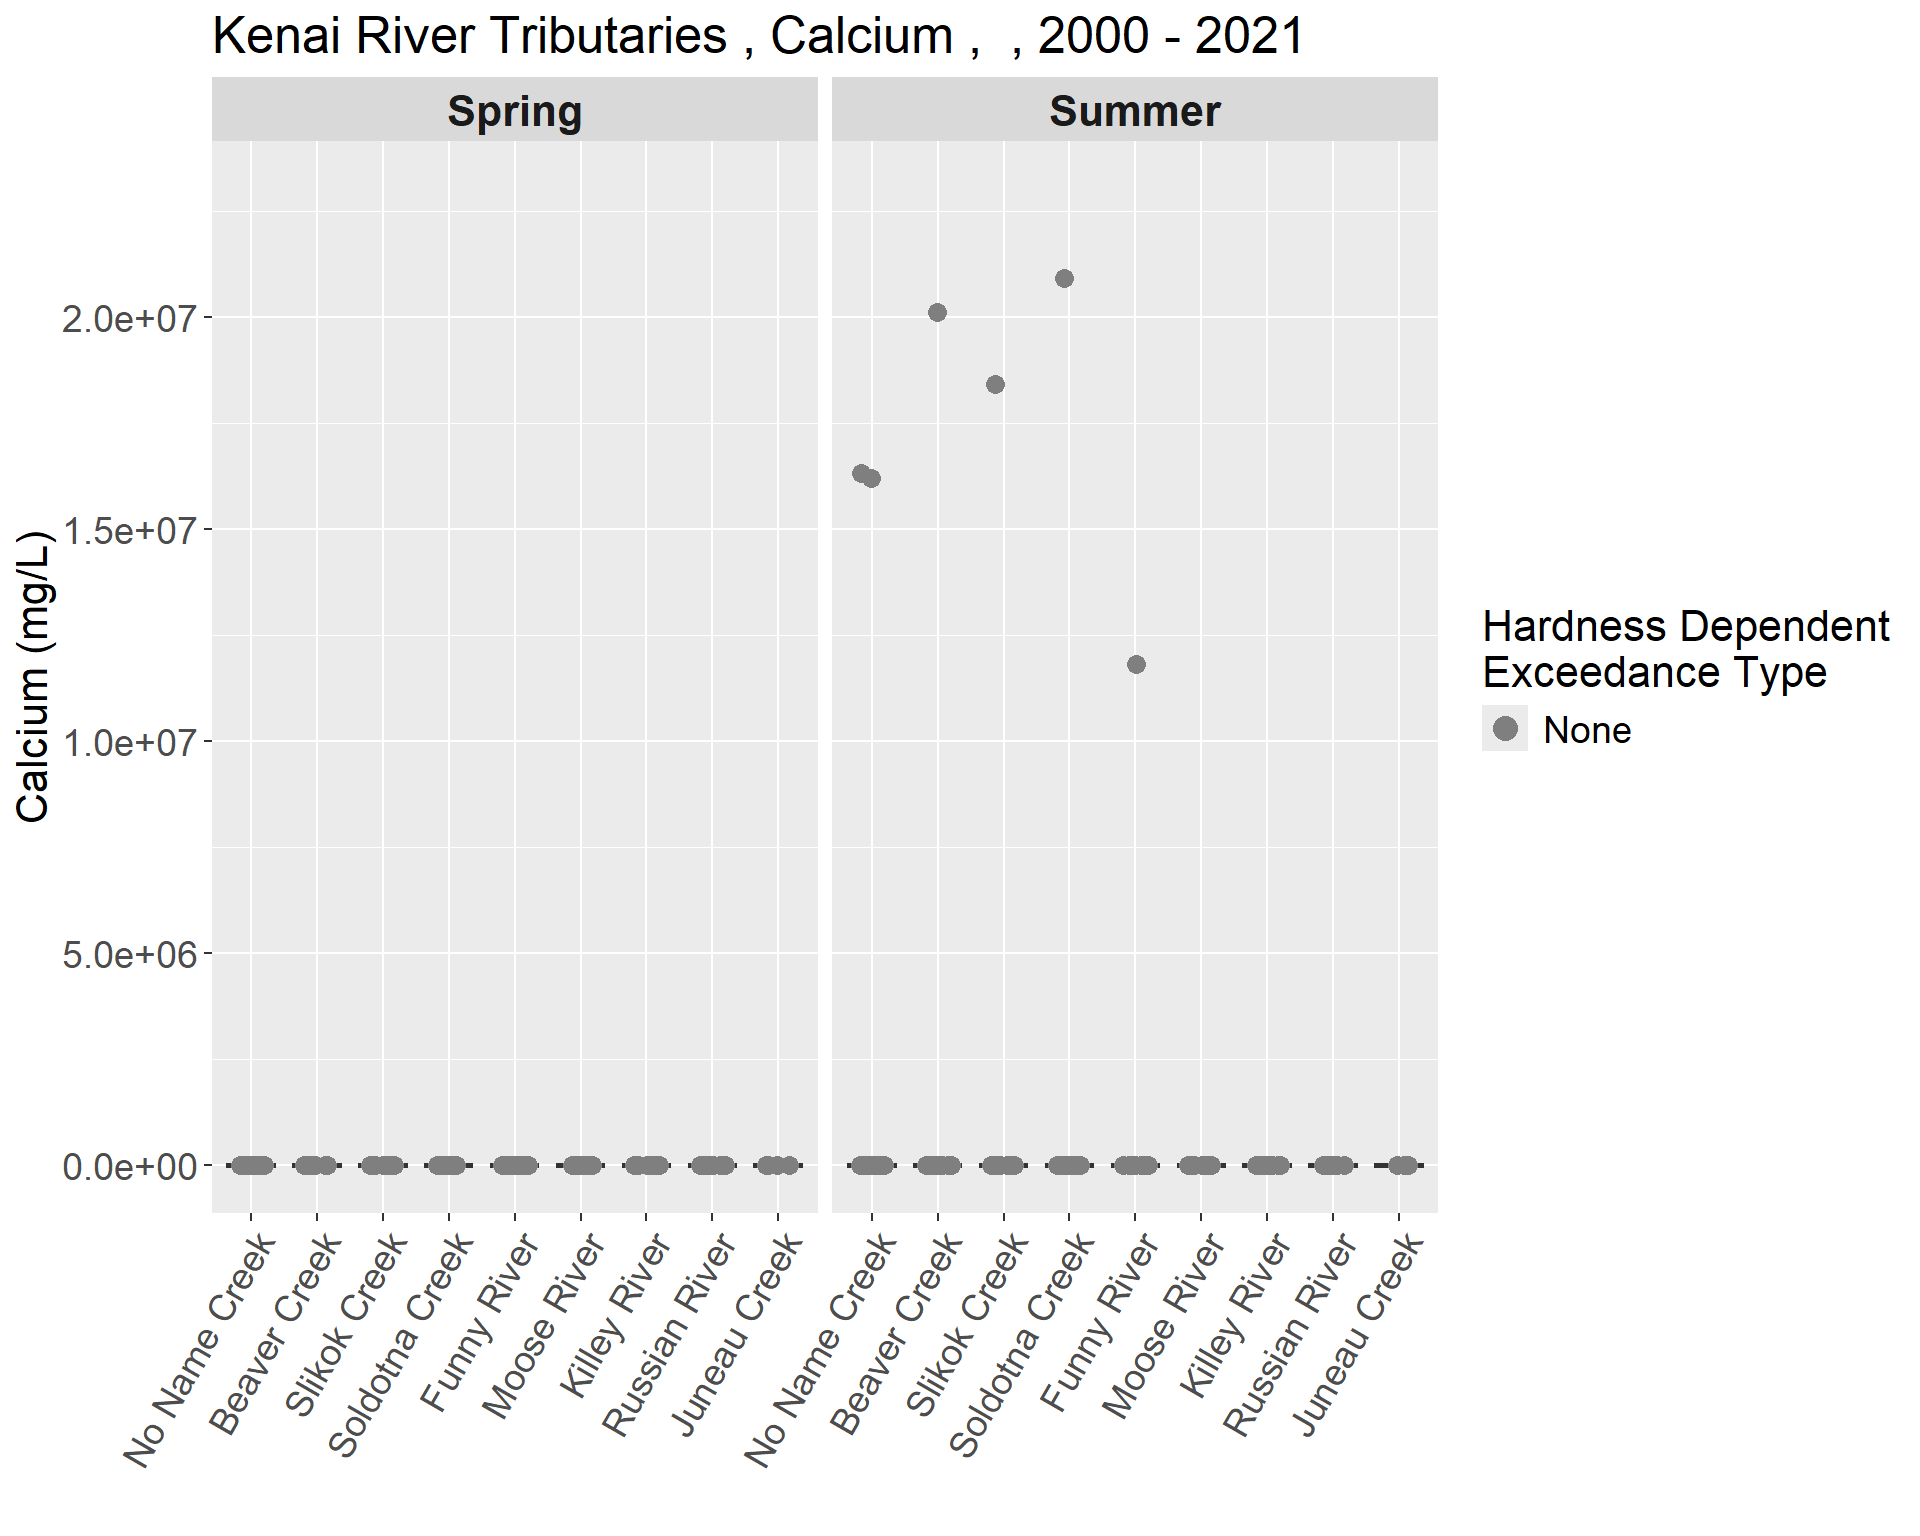 Kenai River Tributaries , Calcium ,  , 2000 - 2021
Spring
Summer
Calcium (mg/L)
2.0e+07
1.5e+07
1.0e+07
5.0e+06
0.0e+00
No Name Creek
Beaver Creek
Slikok Creek
Soldotna Creek
Funny River
Moose River
Killey River
Russian River
Juneau Creek
No Name Creek
Beaver Creek
Slikok Creek
Soldotna Creek
Funny River
Moose River
Killey River
Russian River
Juneau Creek
Hardness Dependent
Exceedance Type
None